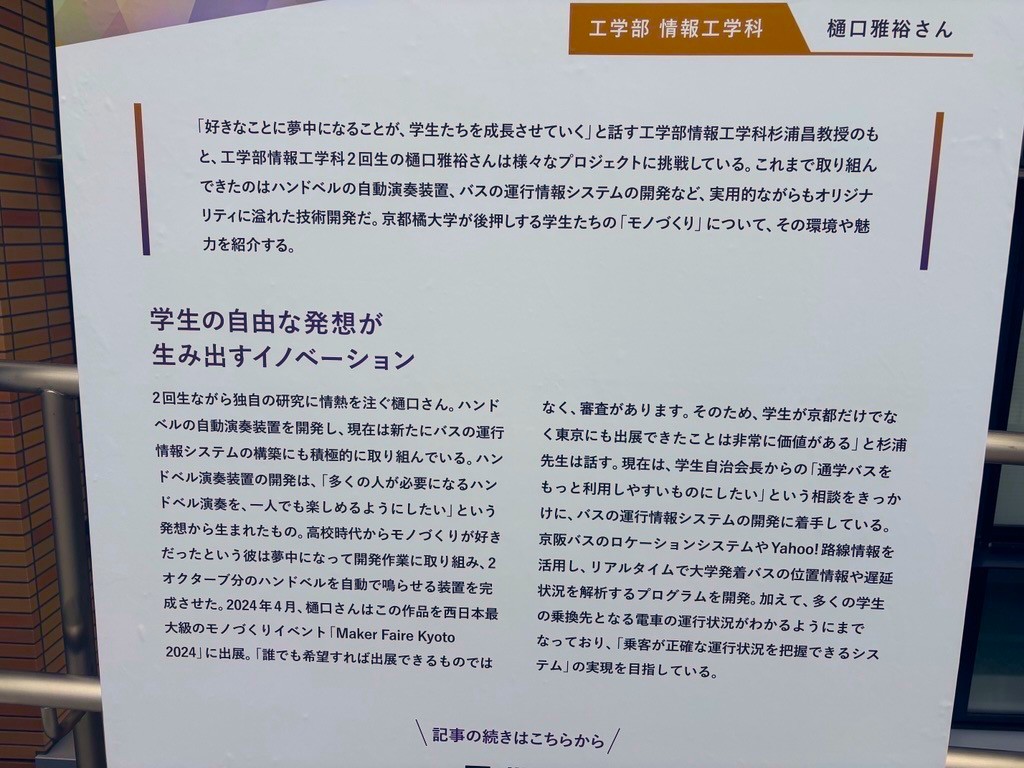 工学部 情報工学科 樋口雅裕さん
「好きなことに夢中になることが、学生たちを成長させていく」と話す工学部情報工学科杉浦昌教授のも
と、工学部情報工学科2回生の樋口雅裕さんは様々なプロジェクトに挑戦している。これまで取り組ん
できたのはハンドベルの自動演奏装置、バスの運行情報システムの開発など、実用的ながらもオリジナ
リティに溢れた技術開発だ。京都橘大学が後押しする学生たちの「モノづくり」について、その環境や魅
力を紹介する。
学生の自由な発想が
生み出すイノベーション
2回生ながら独自の研究に情熱を注ぐ樋口さん。ハンド
ベルの自動演奏装置を開発し、現在は新たにバスの運行
情報システムの構築にも積極的に取り組んでいる。ハン
ドベル演奏装置の開発は、「多くの人が必要になるハン
ドベル演奏を、一人でも楽しめるようにしたい」という
発想から生まれたもの。高校時代からモノづくりが好き
だったという彼は夢中になって開発作業に取り組み、2
オクターブ分のハンドベルを自動で鳴らせる装置を完
成させた。2024年4月、樋口さんはこの作品を西日本最
大級のモノづくりイベント「Maker Faire Kyoto
2024」に出展。「誰でも希望すれば出展できるものでは
なく、審査があります。そのため、学生が京都だけでな
く東京にも出展できたことは非常に価値がある」と杉浦
先生は話す。現在は、学生自治会長からの「通学バスを
もっと利用しやすいものにしたい」という相談をきっか
けに、バスの運行情報システムの開発に着手している。
京阪バスのロケーションシステムやYahoo!路線情報を
活用し、リアルタイムで大学発着バスの位置情報や遅延
状況を解析するプログラムを開発。加えて、多くの学生
の乗換先となる電車の運行状況がわかるようにまで
なっており、「乗客が正確な運行状況を把握できるシス
テム」の実現を目指している。
\ 記事の続きはこちらから /